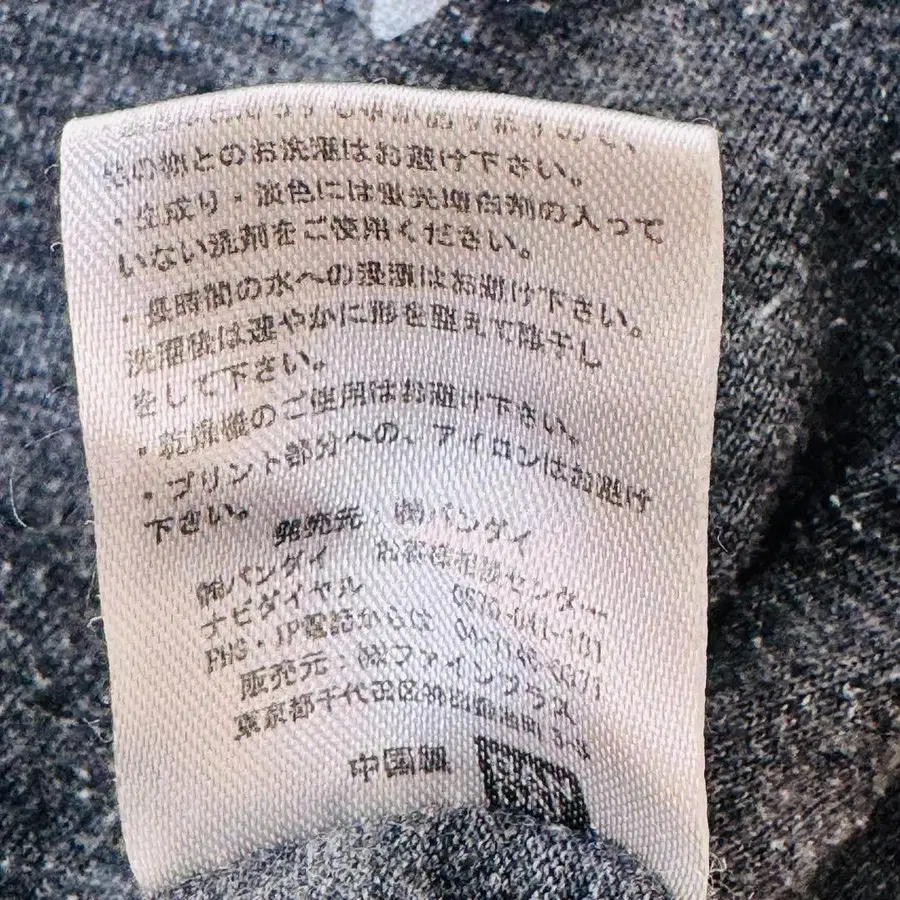 他の物とのお洗濯はお避け下さい。
・生成り・淡色には蛍光増白剤の入って
いない洗剤をご使用ください。
・長時間の水への浸漬はお避け下さい。
洗濯後は速やかに形を整えて陰干し
をして下さい。
・乾燥機のご使用はお避け下さい。
・プリント部分への、アイロンはお避け
下さい。
発売元：㈱バンダイ
㈱バンダイ お客様相談センター
ナビダイヤル 0570-041-101
PHS・IP電話からは
販売元：㈱ファインプラス
東京都千代田区
中国製
BAN
DAI